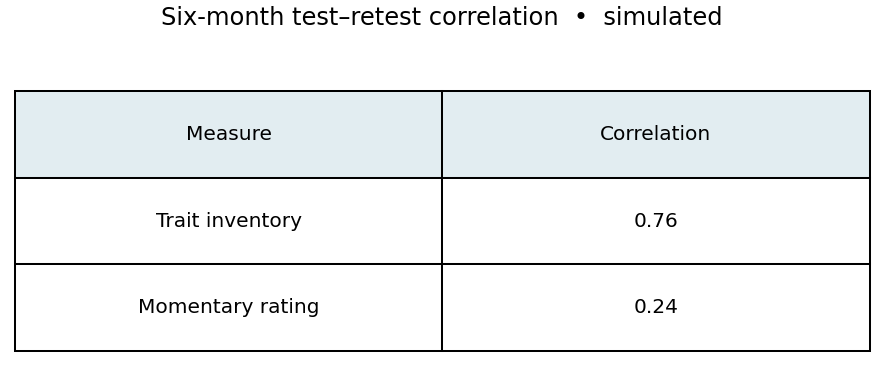 Six-month test–retest correlation • simulated
Measure Correlation
Trait inventory 0.76
Momentary rating 0.24